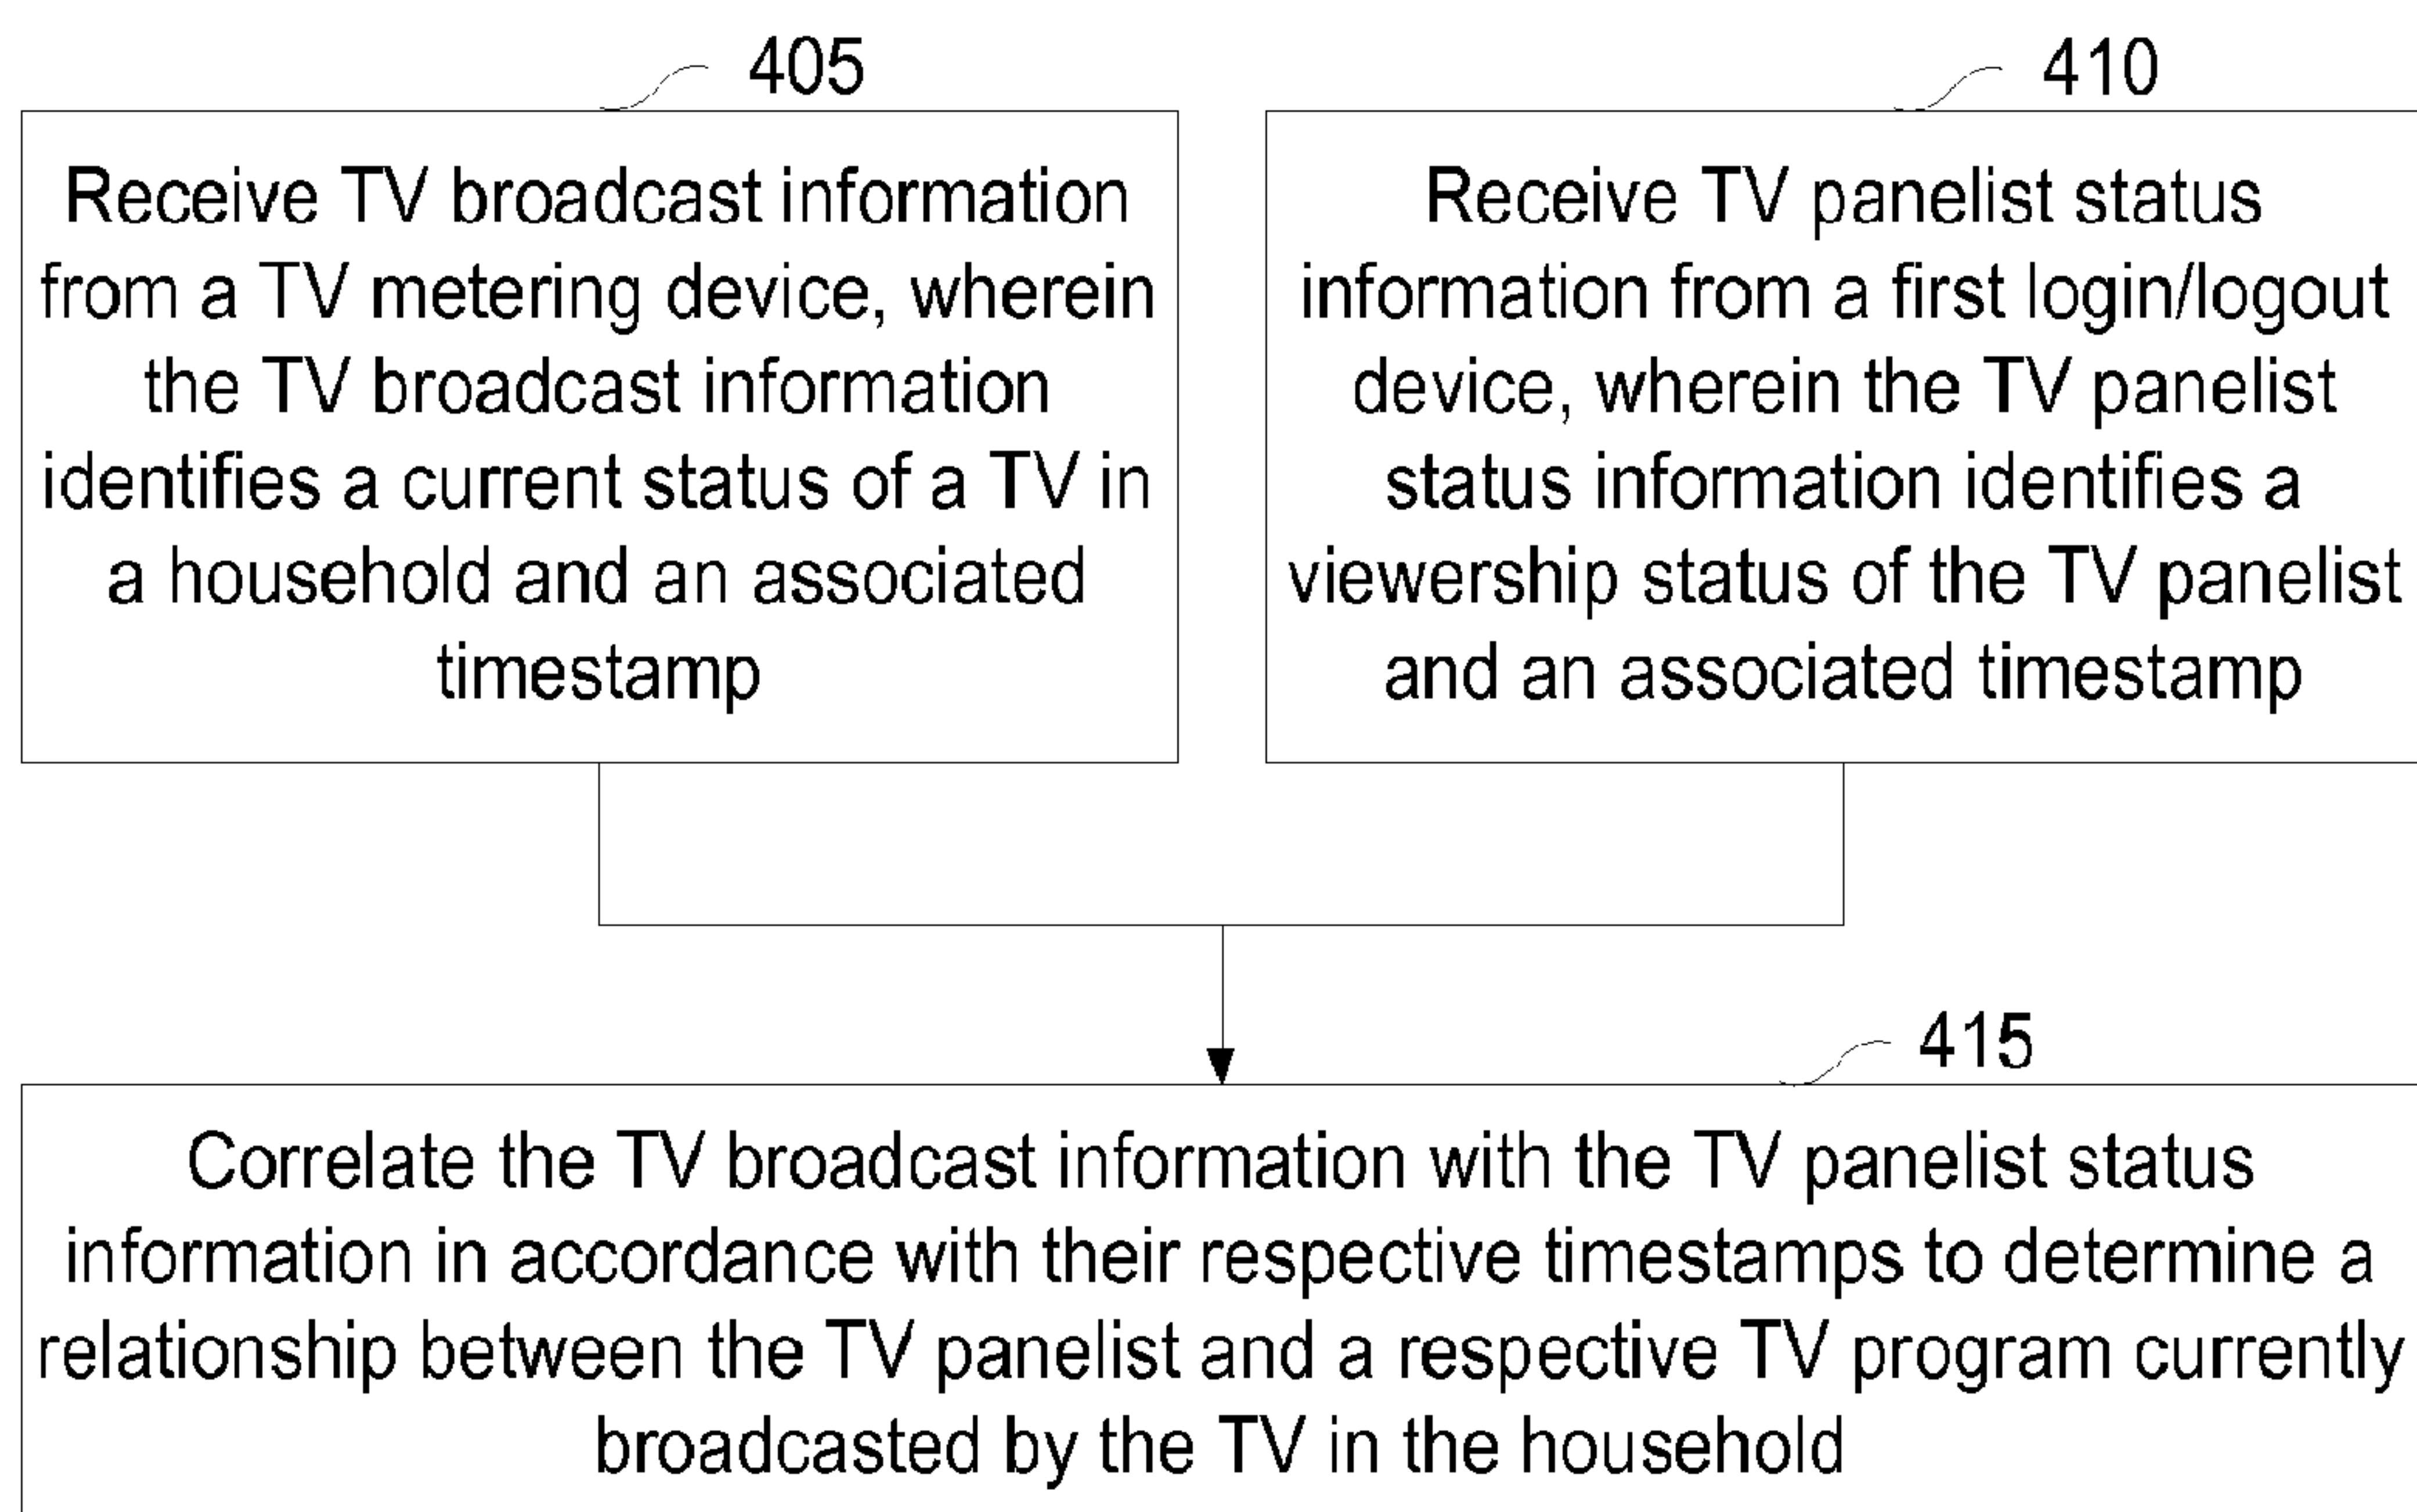 405
Receive TV broadcast information
from a TV metering device, wherein
the TV broadcast information
identifies a current status of a TV in
a household and an associated
timestamp
410
Receive TV panelist status
information from a first login/logout
device, wherein the TV panelist
status information identifies a
viewership status of the TV panelist
and an associated timestamp
415
Correlate the TV broadcast information with the TV panelist status
information in accordance with their respective timestamps to determine a
relationship between the TV panelist and a respective TV program currently
broadcasted by the TV in the household